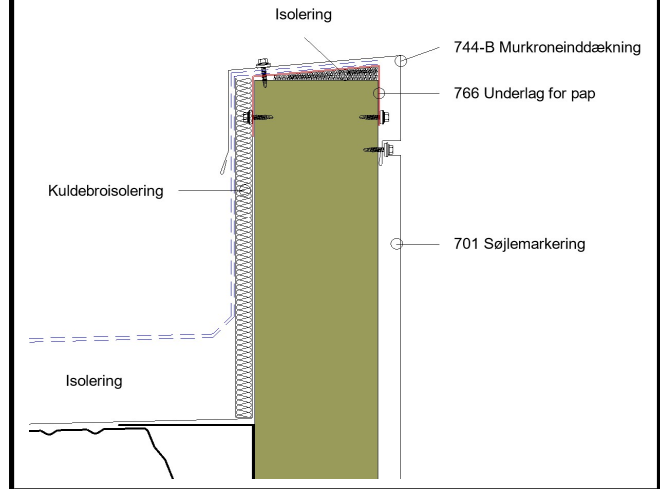 Isolering
744-B Murkroneinddækning
766 Underlag for pap
Kuldebroisolering
701 Søjlemarkering
Isolering